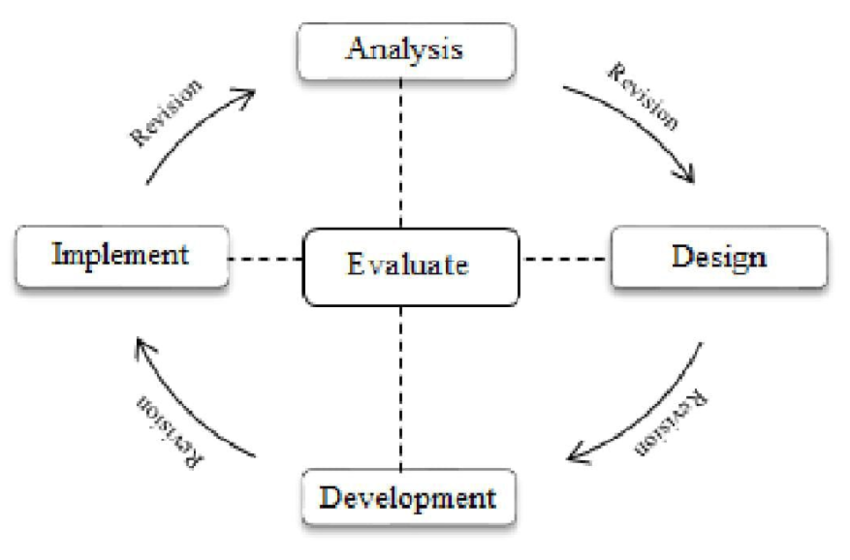 Analysis
Revision
Revision
Implement
Evaluate
Design
Revision
Revision
Development